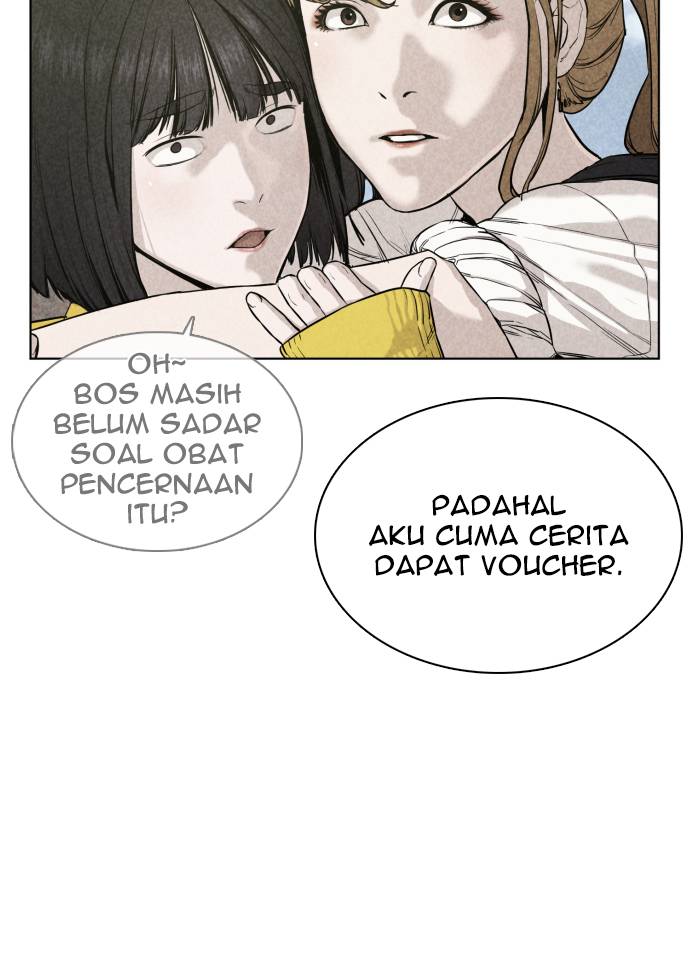 OH~
BOS MASIH
BELUM SADAR
SOAL OBAT
PENCERNAAN
ITU?
PADAHAL
AKU CUMA CERITA
DAPAT VOUCHER.